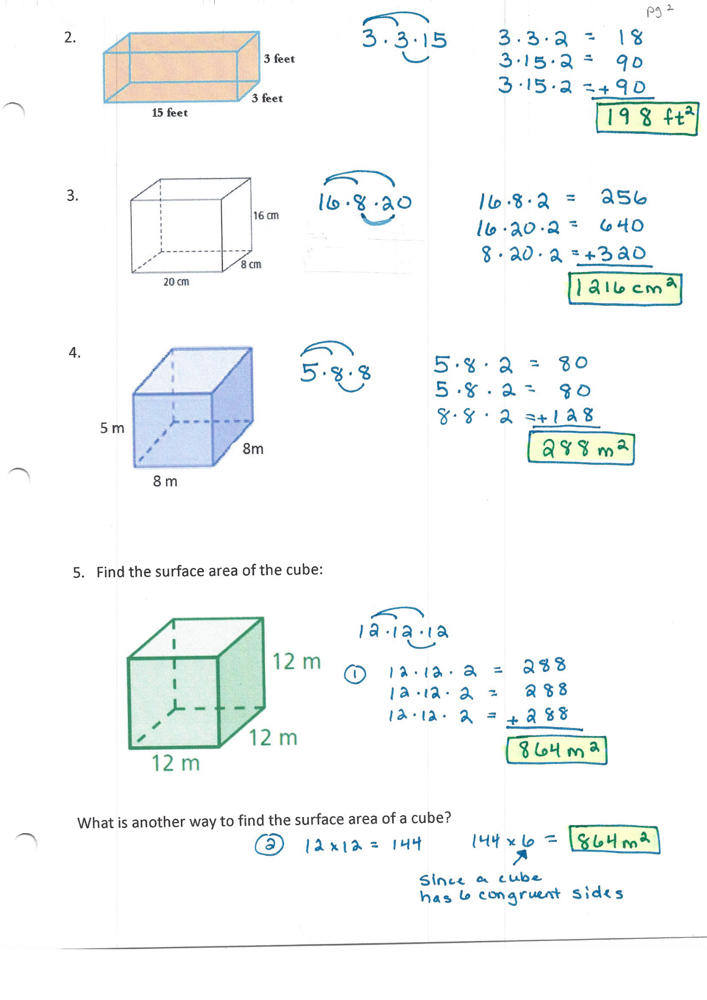 pg 2
2.
3 feet
3 feet
15 feet
3 . 3 . 15
3 . 3 . 2 = 18
3 . 15 . 2 = 90
3 . 15 . 2 = + 90
198 ft²
3.
16 cm
8 cm
20 cm
16 . 8 . 20
16 . 8 . 2 = 256
16 . 20 . 2 = 640
8 . 20 . 2 = + 320
1216 cm²
4.
5 m
8m
8 m
5 . 8 . 8
5 . 8 . 2 = 80
5 . 8 . 2 = 80
8 . 8 . 2 = + 128
288 m²
5. Find the surface area of the cube:
12 m
12 m
12 m
12 . 12 . 12
① 12 . 12 . 2 = 288
12 . 12 . 2 = 288
12 . 12 . 2 = + 288
864 m²
What is another way to find the surface area of a cube?
② 12 x 12 = 144 144 x 6 = 864 m²
Since a cube
has 6 congruent sides